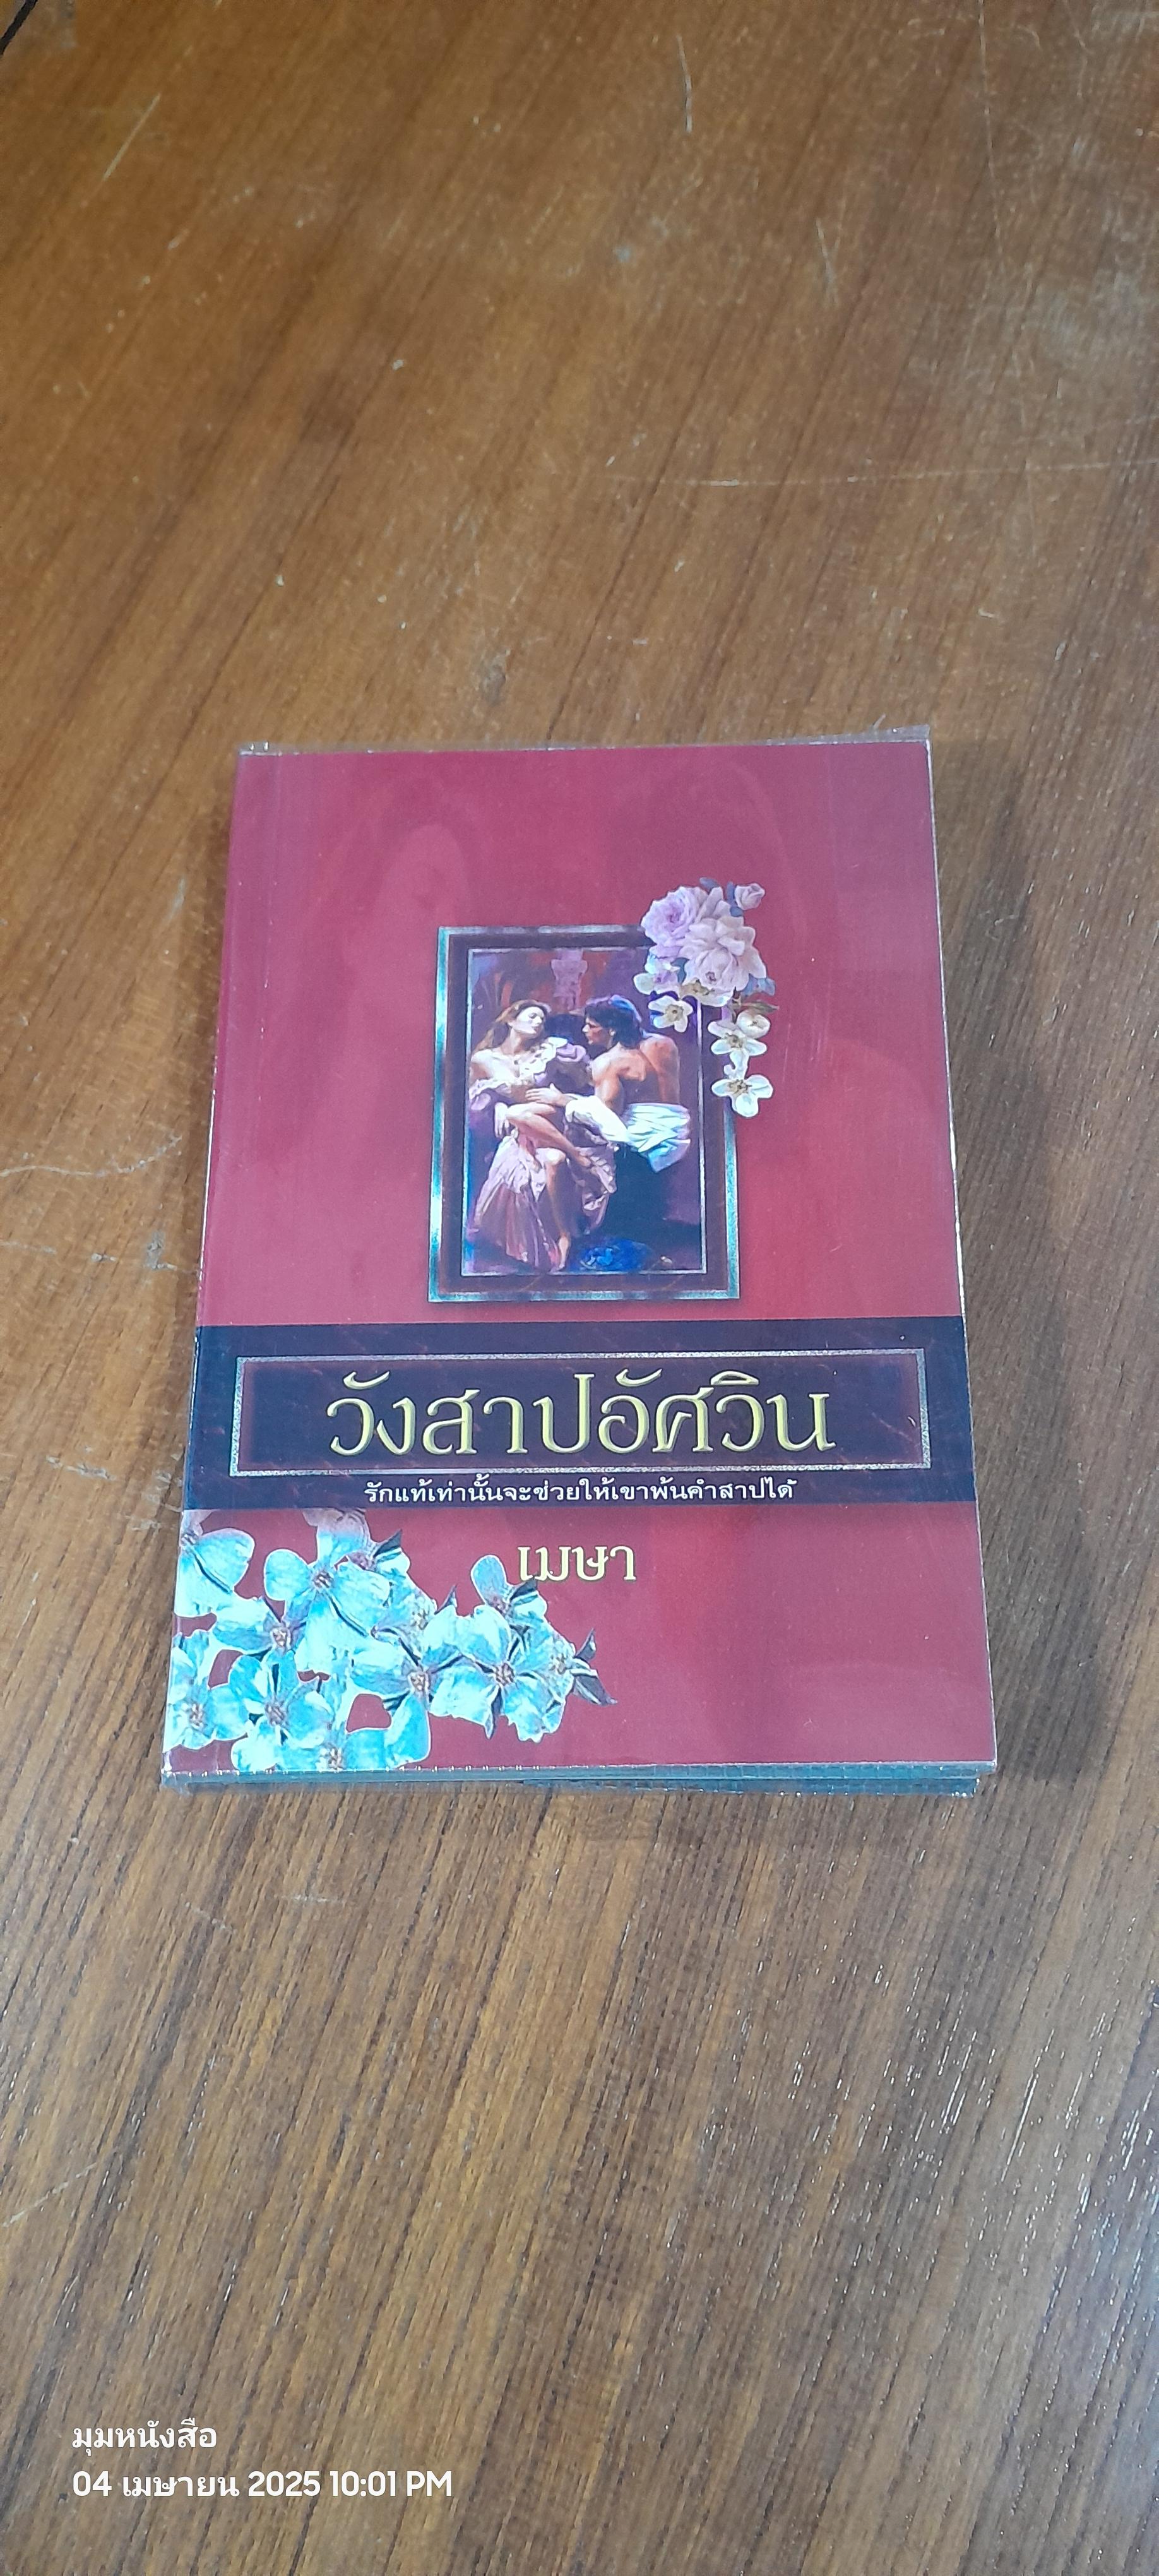 วังสาปอัศวิน
รักแท้เท่านั้นจะช่วยให้เขาพ้นคำสาปได้
เมษา
มุมหนังสือ
04 เมษายน 2025 10:01 PM